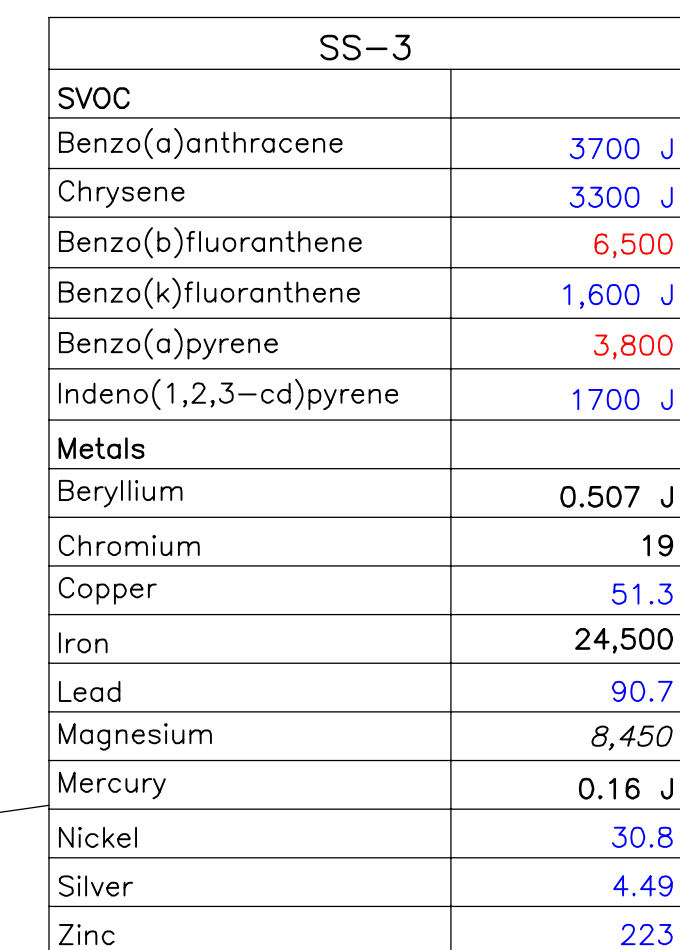 SS-3
SVOC
Benzo(a)anthracene 3700 J
Chrysene 3300 J
Benzo(b)fluoranthene 6,500
Benzo(k)fluoranthene 1,600 J
Benzo(a)pyrene 3,800
Indeno(1,2,3-cd)pyrene 1700 J
Metals
Beryllium 0.507 J
Chromium 19
Copper 51.3
Iron 24,500
Lead 90.7
Magnesium 8,450
Mercury 0.16 J
Nickel 30.8
Silver 4.49
Zinc 223